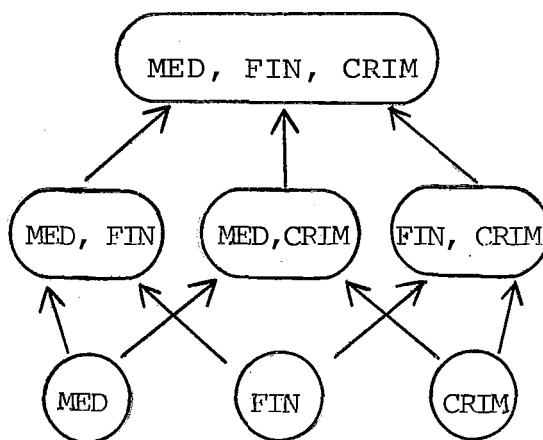 MED, FIN, CRIM
MED, FIN
MED,CRIM
FIN, CRIM
MED
FIN
CRIM